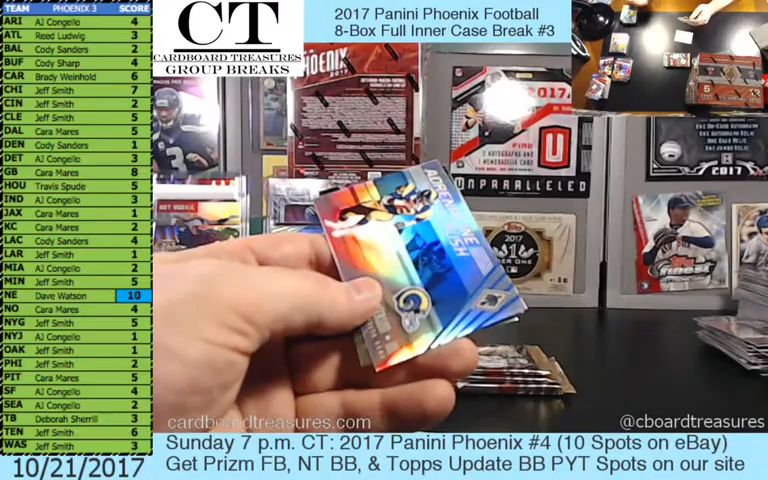 TEAM PHOENIX 3 SCORE
ARI AJ Congello 4
ATL Reed Ludwig 3
BAL Cody Sanders 2
BUF Cody Sharp 4
CAR Brady Weinhold 6
CHI Jeff Smith 7
CIN Jeff Smith 2
CLE Jeff Smith 5
DAL Cara Mares 5
DEN Cody Sanders 1
DET AJ Congello 3
GB Cara Mares 8
HOU Travis Spude 5
IND AJ Congello 3
JAX Cara Mares 1
KC Cara Mares 2
LAC Cody Sanders 4
LAR Jeff Smith 1
MIA AJ Congello 2
MIN Jeff Smith 5
NE Dave Watson 10
NO Cara Mares 4
NYG Jeff Smith 5
NYJ AJ Congello 1
OAK Jeff Smith 1
PHI Jeff Smith 2
PIT Cara Mares 5
SF AJ Congello 4
SEA AJ Congello 2
TB Deborah Sherrill 3
TEN Jeff Smith 6
WAS Jeff Smith 3
10/21/2017
CT
CARDBOARD TREASURES
GROUP BREAKS
2017 Panini Phoenix Football
8-Box Full Inner Case Break #3
PHOENIX
2017
2017
FIND
U
UNPARALLELED
2017
2017
FINEST
ADRENALINE
RUSH
cardboardtreasures.com
@cboardtreasures
Sunday 7 p.m. CT: 2017 Panini Phoenix #4 (10 Spots on eBay)
Get Prizm FB, NT BB, & Topps Update BB PYT Spots on our site